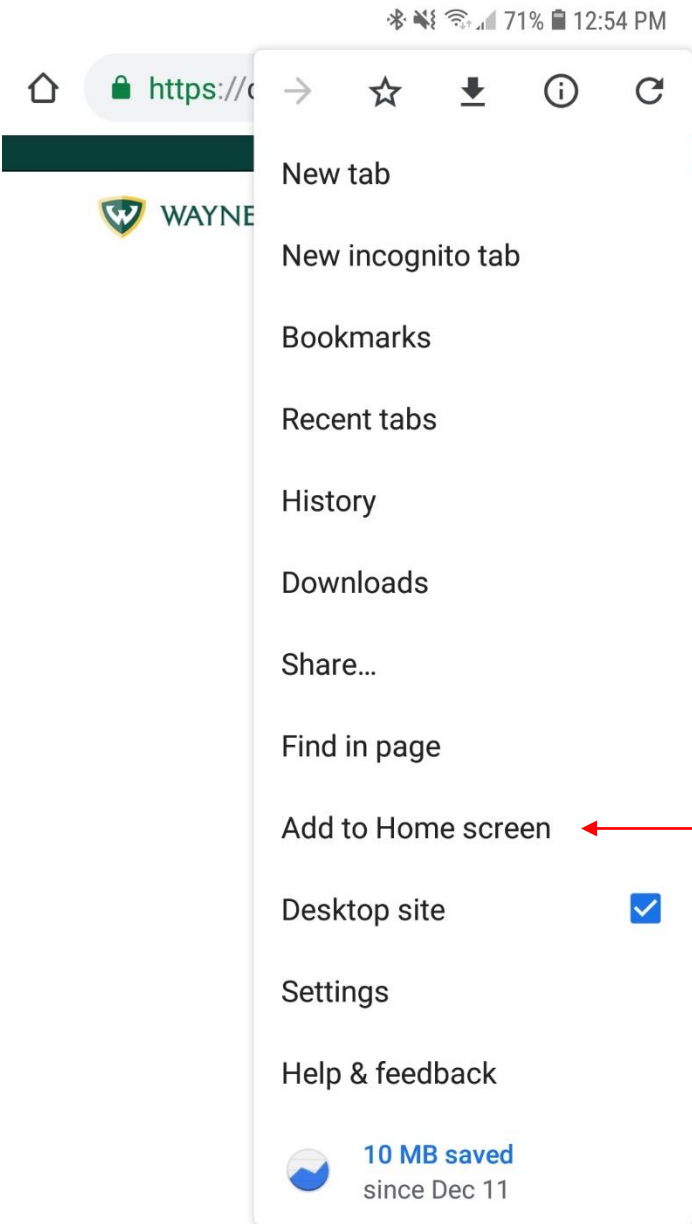 71% 12:54 PM
https://
New tab
WAYNE
New incognito tab
Bookmarks
Recent tabs
History
Downloads
Share...
Find in page
Add to Home screen
Desktop site
Settings
Help & feedback
10 MB saved
since Dec 11